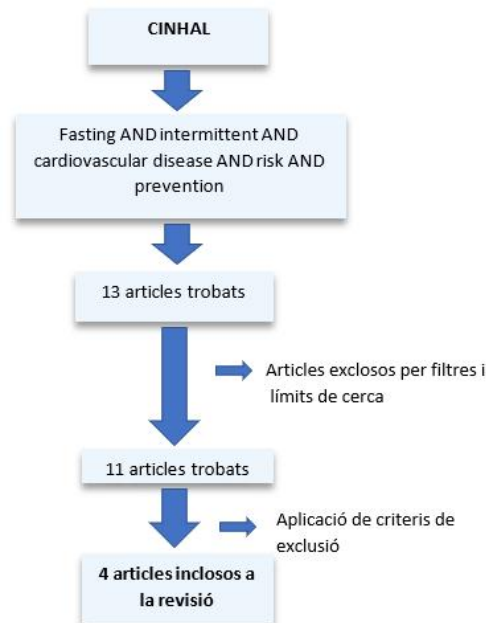 CINHAL
Fasting AND intermittent AND
cardiovascular disease AND risk AND
prevention
13 articles trobats
Articles exclosos per filtres i
límits de cerca
11 articles trobats
Aplicació de criteris de
exclusió
4 articles inclosos a
la revisió